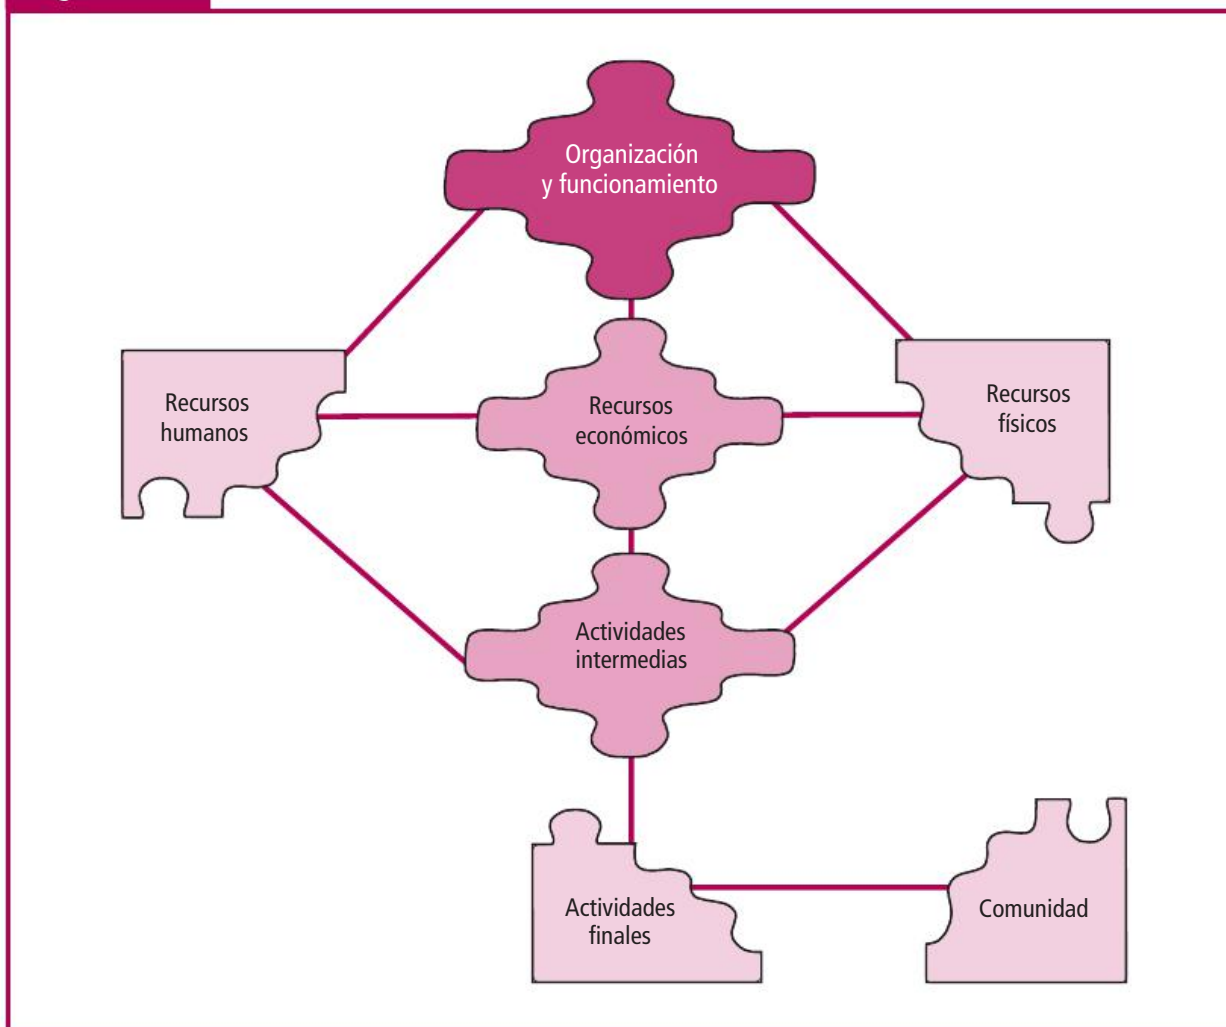 Organización
y funcionamiento
Recursos
humanos
Recursos
económicos
Recursos
físicos
Actividades
intermedias
Actividades
finales
Comunidad